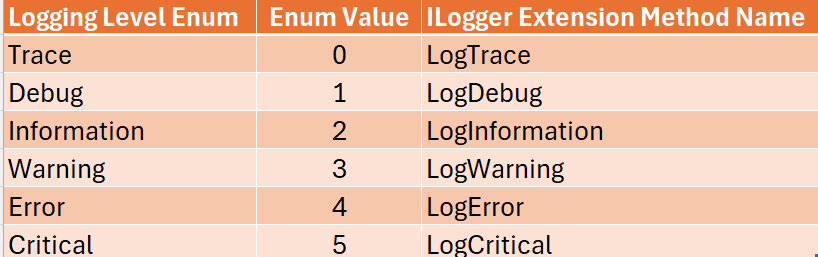 Logging Level Enum Enum Value ILogger Extension Method Name
Trace 0 LogTrace
Debug 1 LogDebug
Information 2 LogInformation
Warning 3 LogWarning
Error 4 LogError
Critical 5 LogCritical